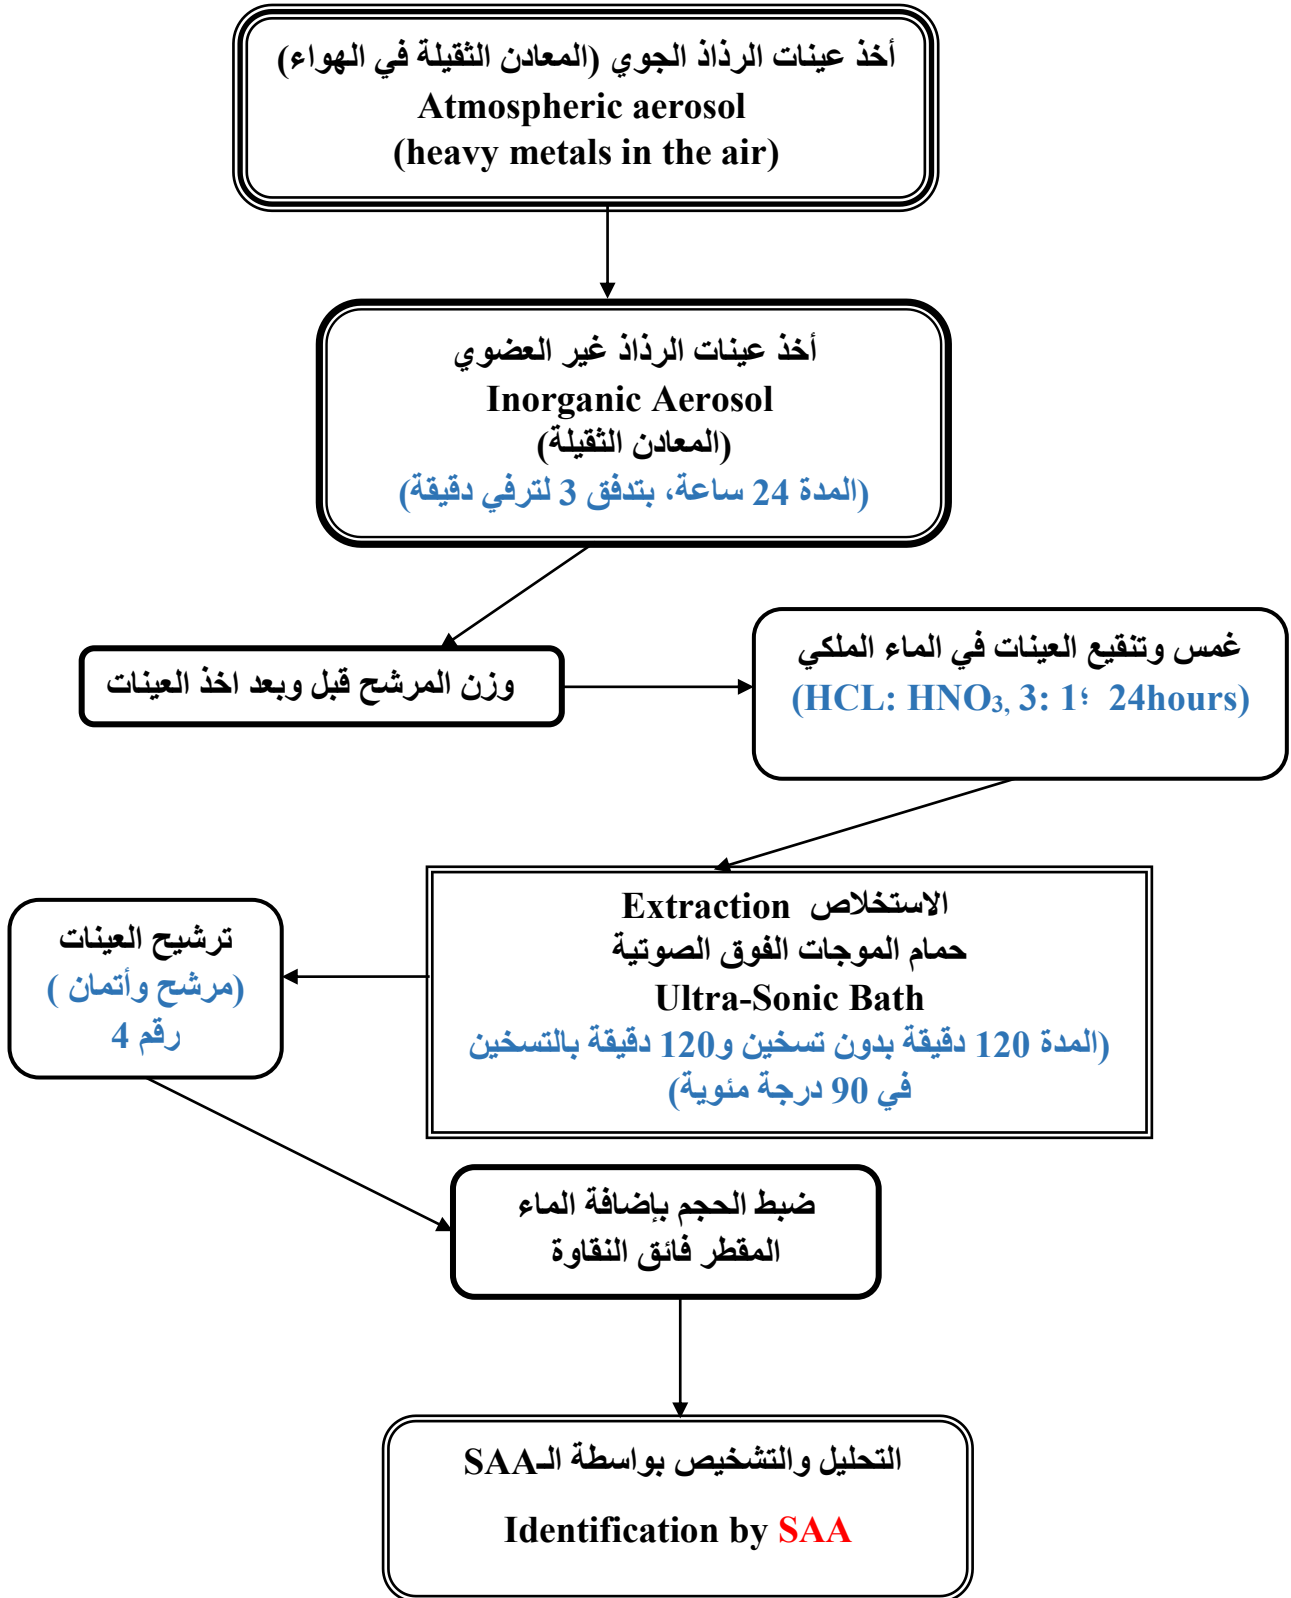 أخذ عينات الرذاذ الجوي (المعادن الثقيلة في الهواء)
Atmospheric aerosol
(heavy metals in the air)
أخذ عينات الرذاذ غير العضوي
Inorganic Aerosol
(المعادن الثقيلة)
(المدة 24 ساعة، بتدفق 3 لترفي دقيقة)
وزن المرشح قبل وبعد اخذ العينات
غمس وتنقيع العينات في الماء الملكي
(HCL: HNO₃, 3: 1؛ 24hours)
الاستخلاص Extraction
حمام الموجات الفوق الصوتية
Ultra-Sonic Bath
(المدة 120 دقيقة بدون تسخين و120 دقيقة بالتسخين
في 90 درجة مئوية)
ترشيح العينات
(مرشح وأتمان )
رقم 4
ضبط الحجم بإضافة الماء
المقطر فائق النقاوة
التحليل والتشخيص بواسطة الـSAA
Identification by SAA